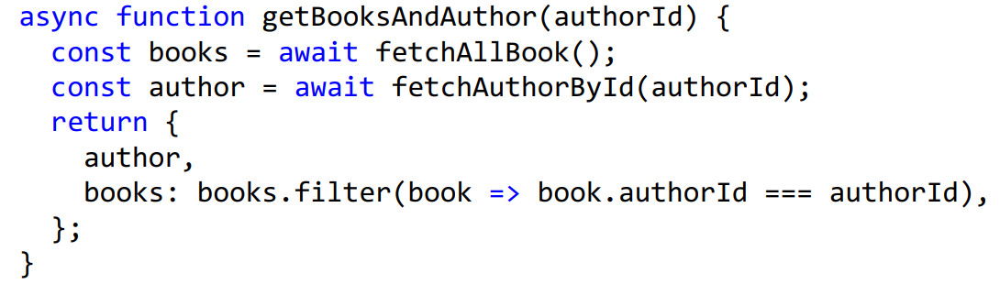 async function getBooksAndAuthor(authorId) {
  const books = await fetchAllBook();
  const author = await fetchAuthorById(authorId);
  return {
    author,
    books: books.filter(book => book.authorId === authorId),
  };
}